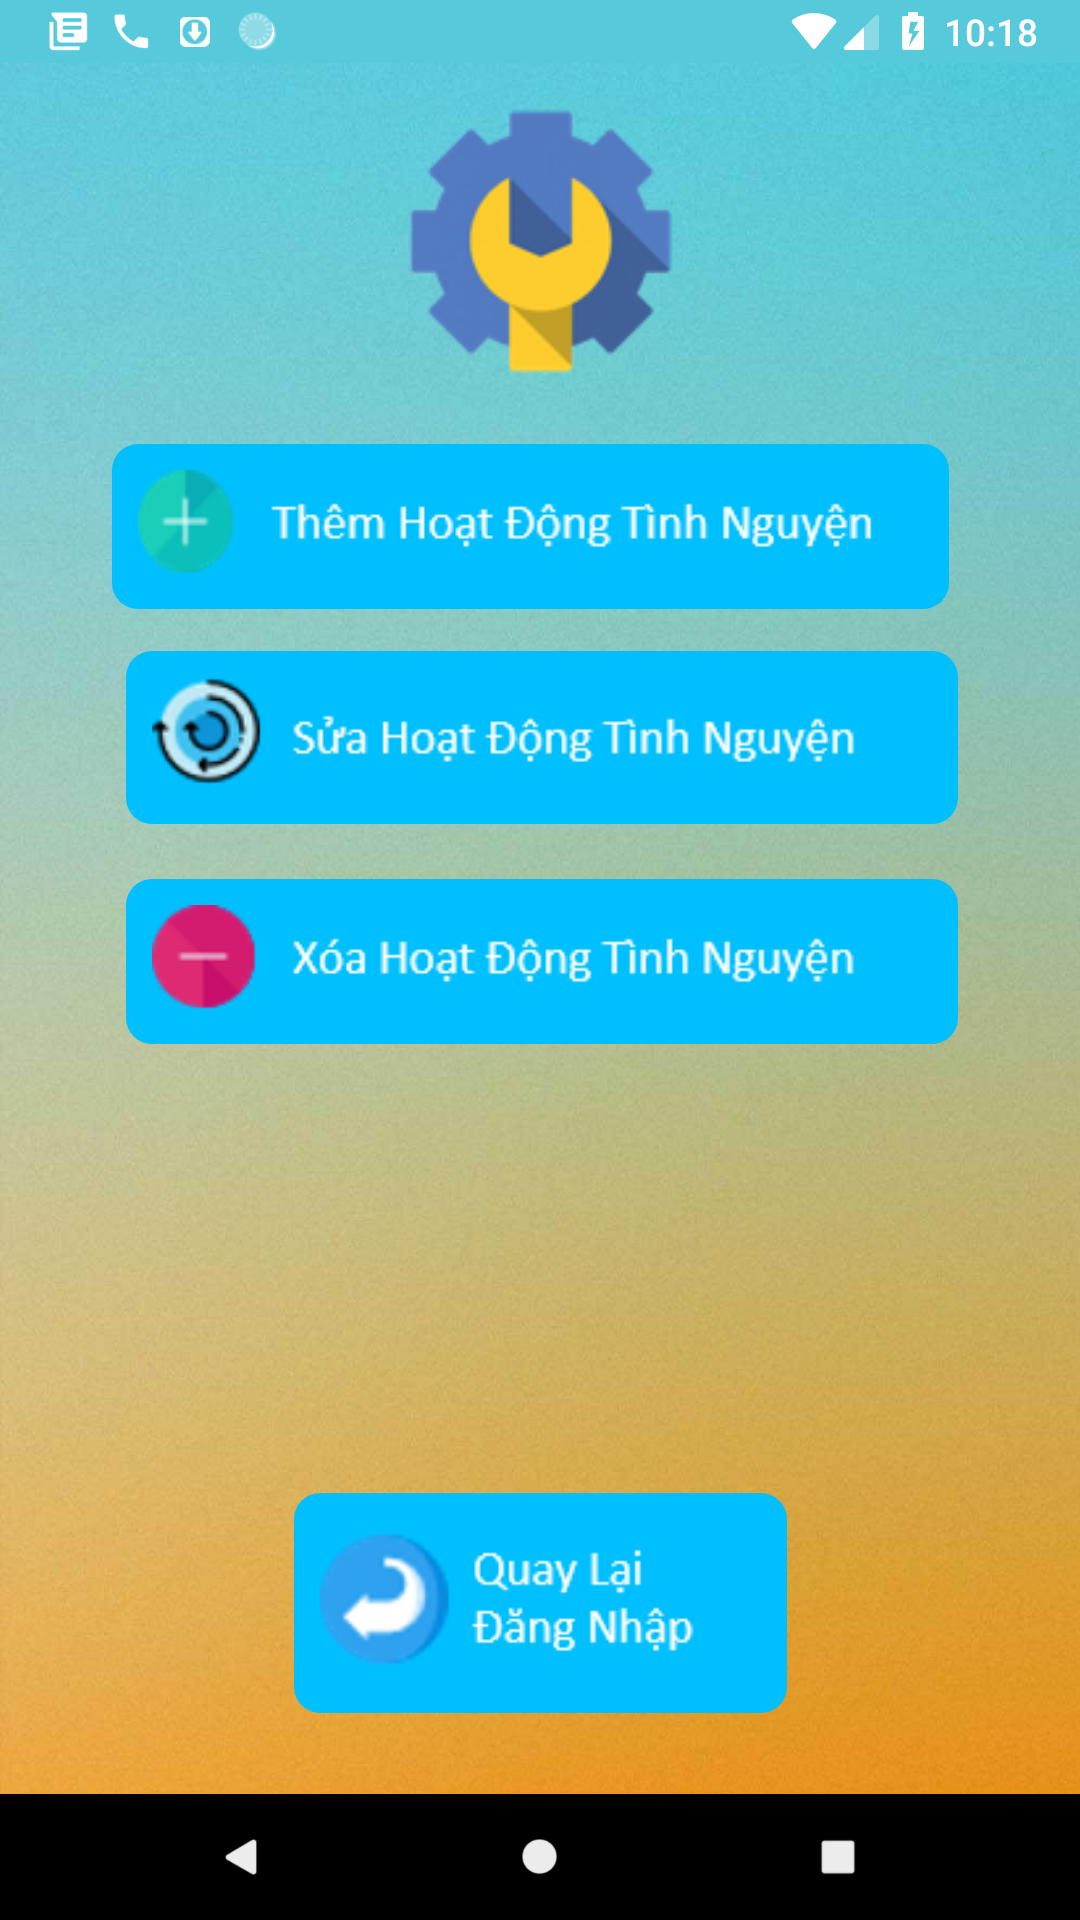 10:18
Thêm Hoạt Động Tình Nguyện
Sửa Hoạt Động Tình Nguyện
Xóa Hoạt Động Tình Nguyện
Quay Lại
Đăng Nhập